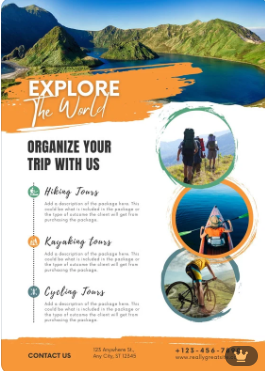 EXPLORE
The World
ORGANIZE YOUR
TRIP WITH US
Hiking Tours
Add a description of the package here. This
could be what is included in the package or
the type of outcome the client will get from
purchasing the package.
Kayaking tours
Add a description of the package here. This
could be what is included in the package or
the type of outcome the client will get from
purchasing the package.
Cycling Tours
Add a description of the package here. This
could be what is included in the package or
the type of outcome the client will get from
purchasing the package.
CONTACT US
123 Anywhere St.,
Any City, ST 12345
+123-456-7890
www.reallygreatsite